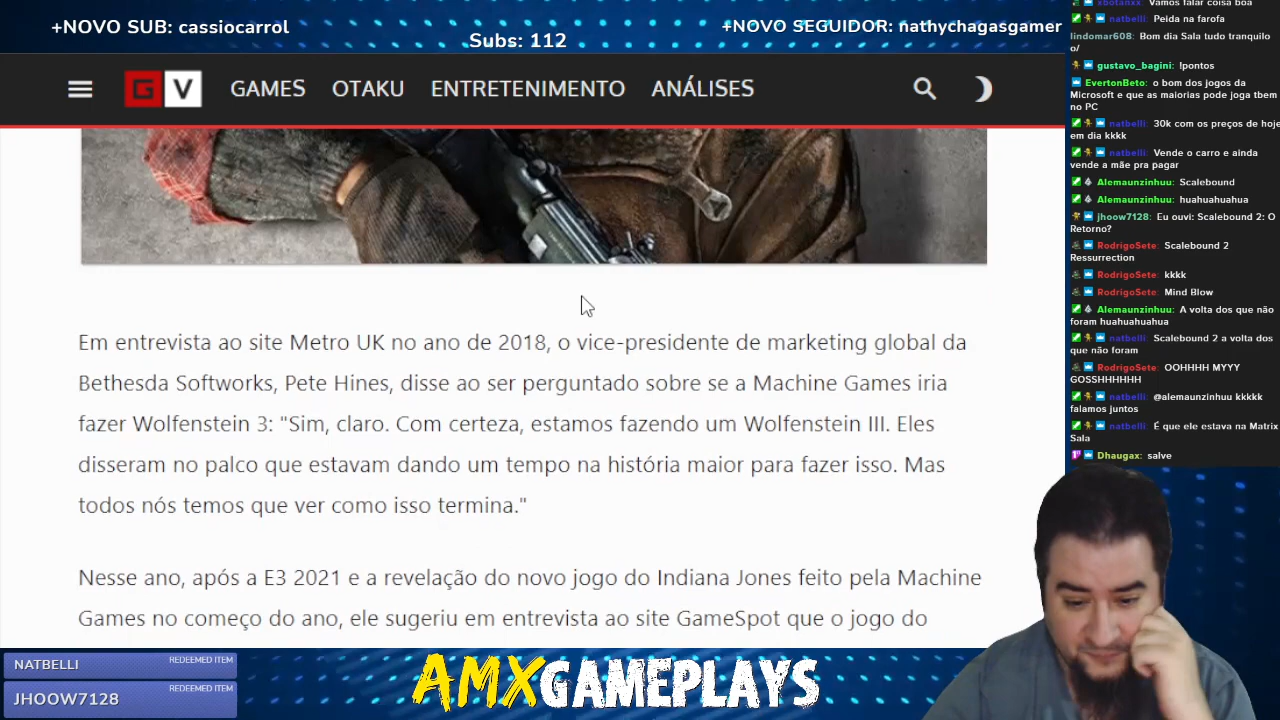 +NOVO SUB: cassiocarrol
Subs: 112
+NOVO SEGUIDOR: nathychagasgamer
G V
GAMES
OTAKU
ENTRETENIMENTO
ANÁLISES
Em entrevista ao site Metro UK no ano de 2018, o vice-presidente de marketing global da
Bethesda Softworks, Pete Hines, disse ao ser perguntado sobre se a Machine Games iria
fazer Wolfenstein 3: "Sim, claro. Com certeza, estamos fazendo um Wolfenstein III. Eles
disseram no palco que estavam dando um tempo na história maior para fazer isso. Mas
todos nós temos que ver como isso termina."
Nesse ano, após a E3 2021 e a revelação do novo jogo do Indiana Jones feito pela Machine
Games no começo do ano, ele sugeriu em entrevista ao site GameSpot que o jogo do
xbotanxx: Vamos falar coisa boa
natbelli: Peida na farofa
lindomar608: Bom dia Sala tudo tranquilo
o/
gustavo_bagini: !pontos
EvertonBeto: o bom dos jogos da
Microsoft e que as maiorias pode joga tbem
no PC
natbelli: 30k com os preços de hoje
em dia kkkk
natbelli: Vende o carro e ainda
vende a mãe pra pagar
Alemaunzinhuu: Scalebound
Alemaunzinhuu: huahuahuahua
jhoow7128: Eu ouvi: Scalebound 2: O
Retorno?
RodrigoSete: Scalebound 2
Ressurrection
RodrigoSete: kkkk
RodrigoSete: Mind Blow
Alemaunzinhuu: A volta dos que não
foram huahuahuahua
natbelli: Scalebound 2 a volta dos
que não foram
RodrigoSete: OOHHHH MYYY
GOSSHHHHHH
natbelli: @alemaunzinhuu kkkkk
falamos juntos
natbelli: É que ele estava na Matrix
Sala
Dhaugax: salve
NATBELLI
REDEEMED ITEM
JHOOW7128
REDEEMED ITEM
AMXGAMEPLAYS